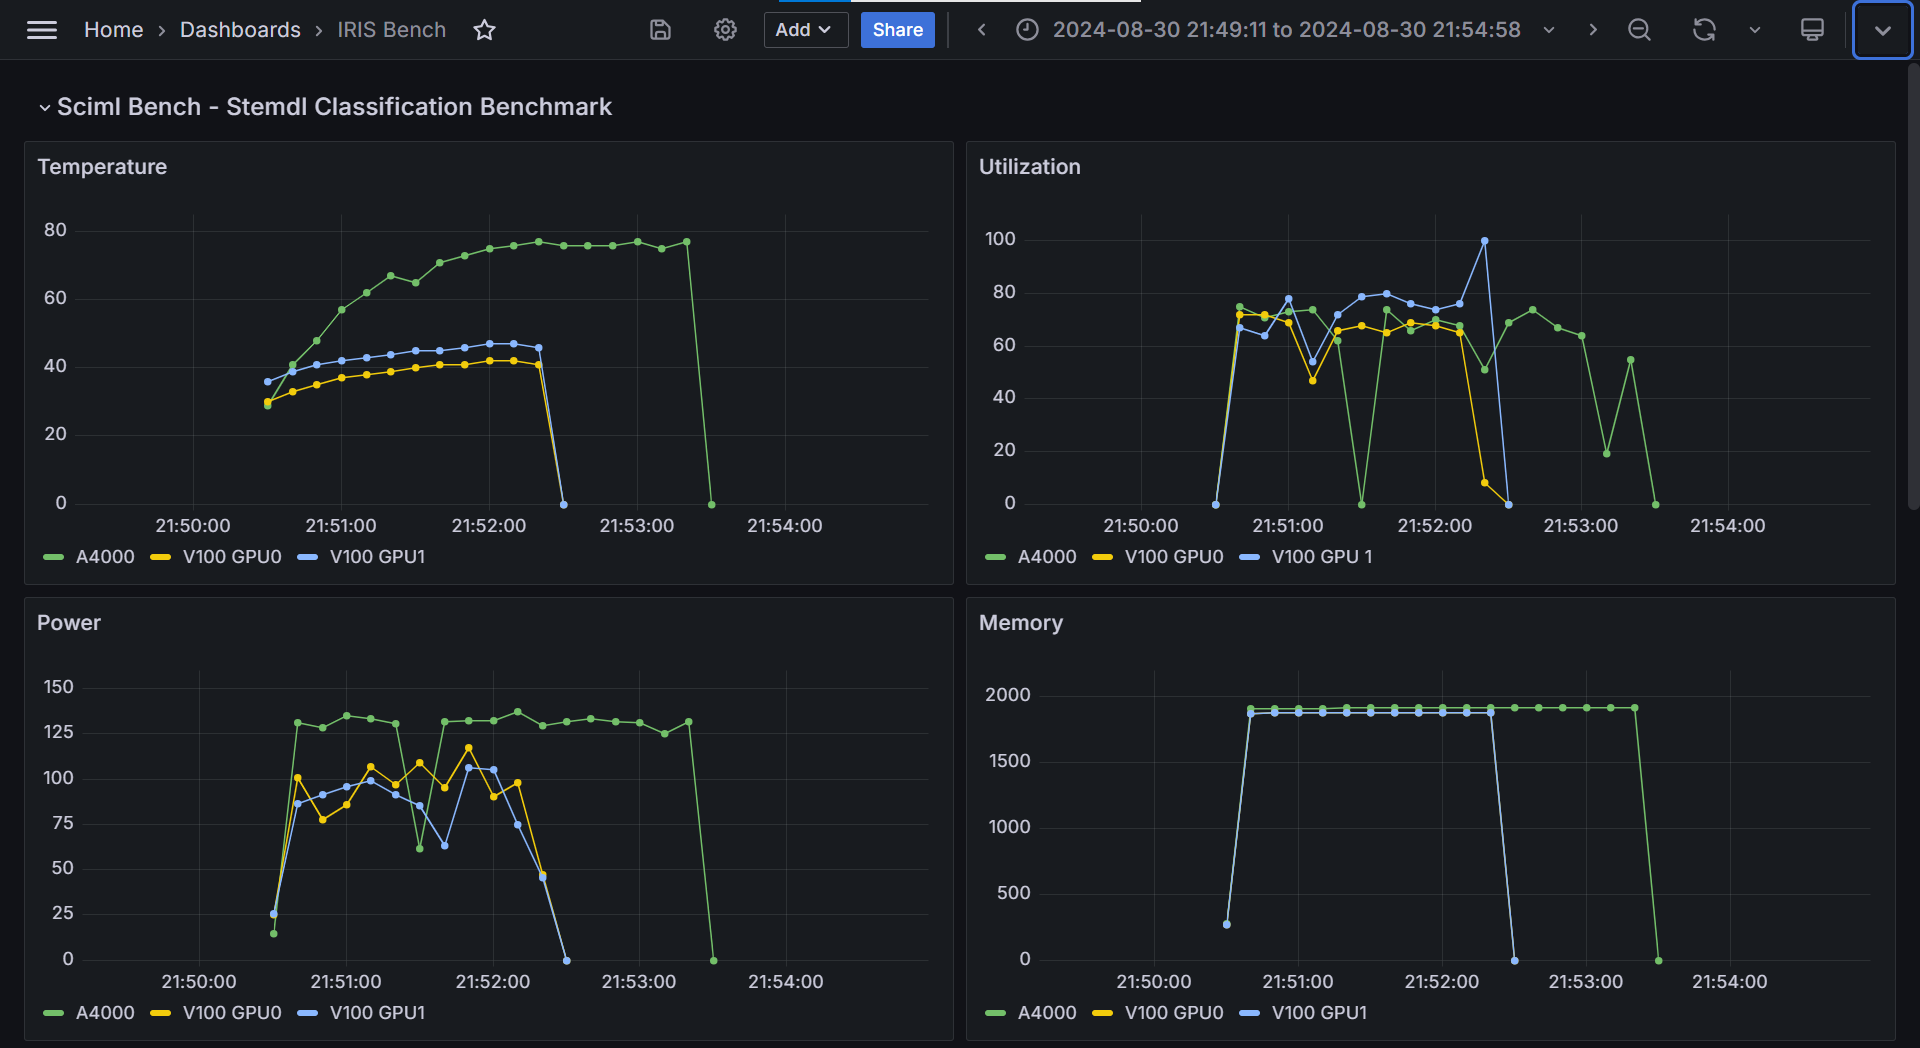 Home › Dashboards › IRIS Bench Add Share 2024-08-30 21:49:11 to 2024-08-30 21:54:58
Sciml Bench - Stemdl Classification Benchmark
Temperature
80
60
40
20
0
21:50:00 21:51:00 21:52:00 21:53:00 21:54:00
A4000 V100 GPU0 V100 GPU1
Utilization
100
80
60
40
20
0
21:50:00 21:51:00 21:52:00 21:53:00 21:54:00
A4000 V100 GPU0 V100 GPU 1
Power
150
125
100
75
50
25
0
21:50:00 21:51:00 21:52:00 21:53:00 21:54:00
A4000 V100 GPU0 V100 GPU1
Memory
2000
1500
1000
500
0
21:50:00 21:51:00 21:52:00 21:53:00 21:54:00
A4000 V100 GPU0 V100 GPU1